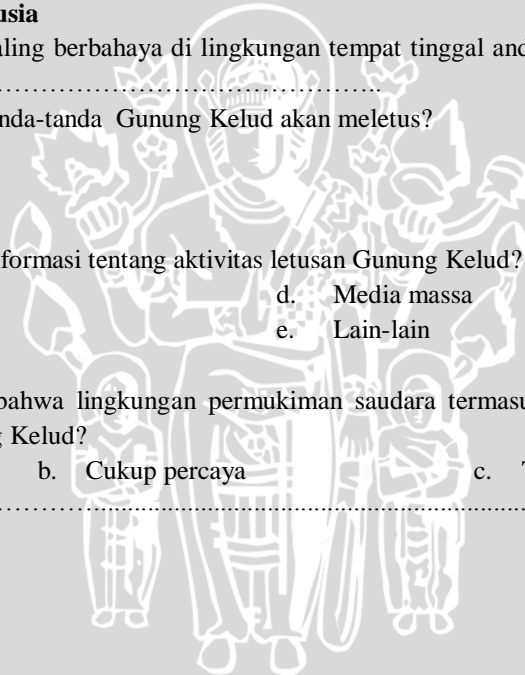 usia
aling berbahaya di lingkungan tempat tinggal and
……………………………………………..
nda-tanda Gunung Kelud akan meletus?
formasi tentang aktivitas letusan Gunung Kelud?
d. Media massa
e. Lain-lain
bahwa lingkungan permukiman saudara termasu
g Kelud?
b. Cukup percaya c.
…………...............................................................................